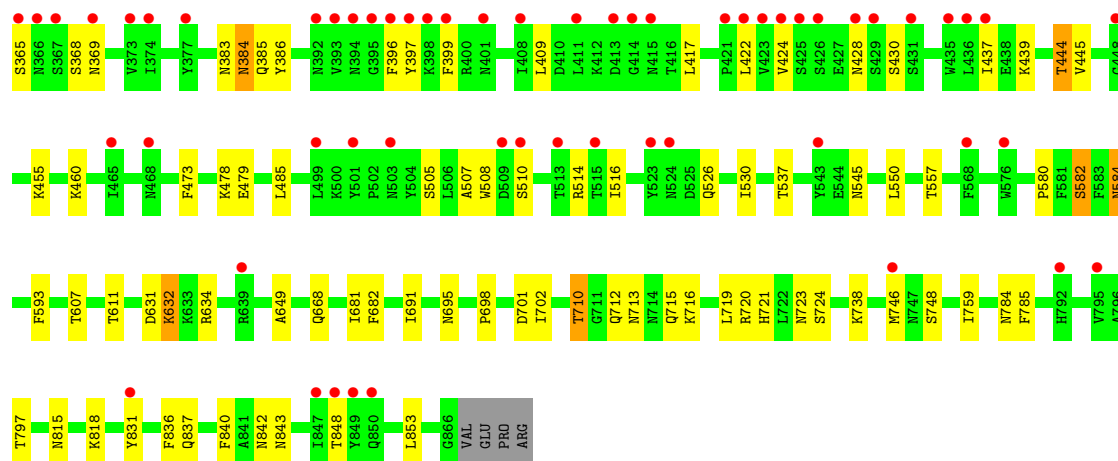 S365 N366 S367 S368 N369 V373 I374 Y377 N383 N384 Q385 Y386 N392 V393 N394 G395 F396 Y397 K398 F399 R400 N401 I408 L409 D410 L411 K412 D413 G414 N415 T416 L417 P421 L422 V423 V424 S425 S426 E427 N428 S429 S430 S431 W435 L436 I437 E438 K439 T444 V445
K455 K460 I465 N468 F473 K478 E479 L485 L499 K500 Y501 P502 N503 Y504 S505 L506 A507 W508 D509 S510 T513 R514 T515 I516 Y523 N524 D525 Q526 I530 T537 Y543 E544 N545 L550 T557 F568 W576 P580 F581 S582 F583 N584
F593 T607 T611 D631 K632 K633 R634 R639 A649 Q668 I681 F682 I691 N695 P698 D701 I702 T710 G711 Q712 N713 N714 Q715 K716 L719 R720 H721 L722 N723 S724 K738 M746 N747 S748 I759 N784 F785 H792 V795 A796
T797 N815 K818 Y831 F836 Q837 F840 A841 N842 N843 I847 T848 Y849 Q850 L853 G866 VAL GLU PRO ARG